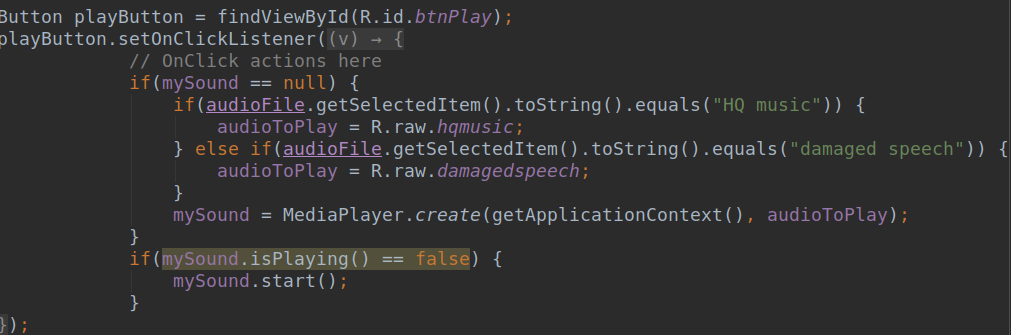 Button playButton = findViewById(R.id.btnPlay);
playButton.setOnClickListener((v) → {
// OnClick actions here
if(mySound == null) {
if(audioFile.getSelectedItem().toString().equals("HQ music")) {
audioToPlay = R.raw.hqmusic;
} else if(audioFile.getSelectedItem().toString().equals("damaged speech")) {
audioToPlay = R.raw.damagedspeech;
}
mySound = MediaPlayer.create(getApplicationContext(), audioToPlay);
}
if(mySound.isPlaying() == false) {
mySound.start();
}
});